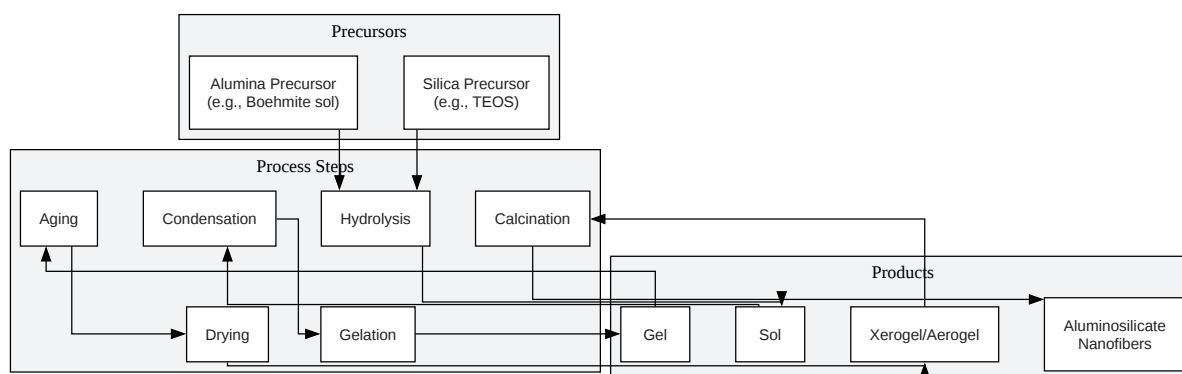 Precursors
Alumina Precursor
(e.g., Boehmite sol)
Silica Precursor
(e.g., TEOS)
Process Steps
Aging
Condensation
Hydrolysis
Calcination
Products
Drying
Gelation
Gel
Sol
Xerogel/Aerogel
Aluminosilicate
Nanofibers